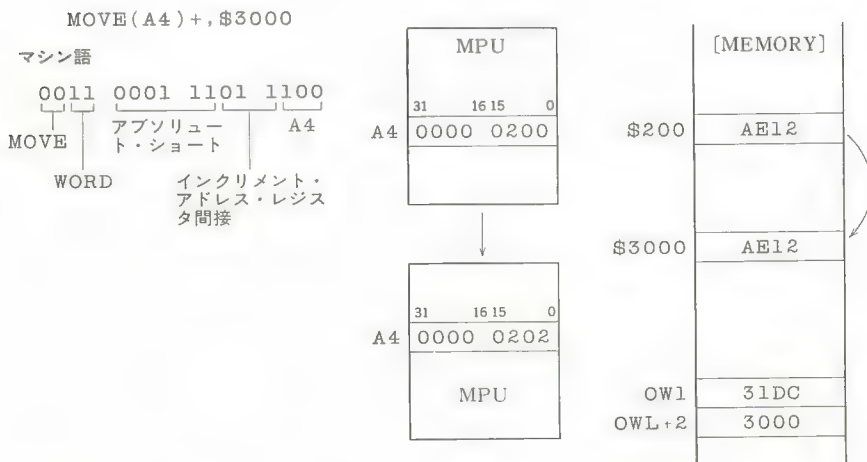 MOVE(A4)+,$3000
マシン語
0011 0001 1101 1100
MOVE
WORD
アブソリュー
ト・ショート
インクリメント・
アドレス・レジス
タ間接
A4
MPU
31 16 15 0
A4 0000 0200
31 16 15 0
A4 0000 0202
MPU
[MEMORY]
$200 AE12
$3000 AE12
OW1 31DC
OWL+2 3000